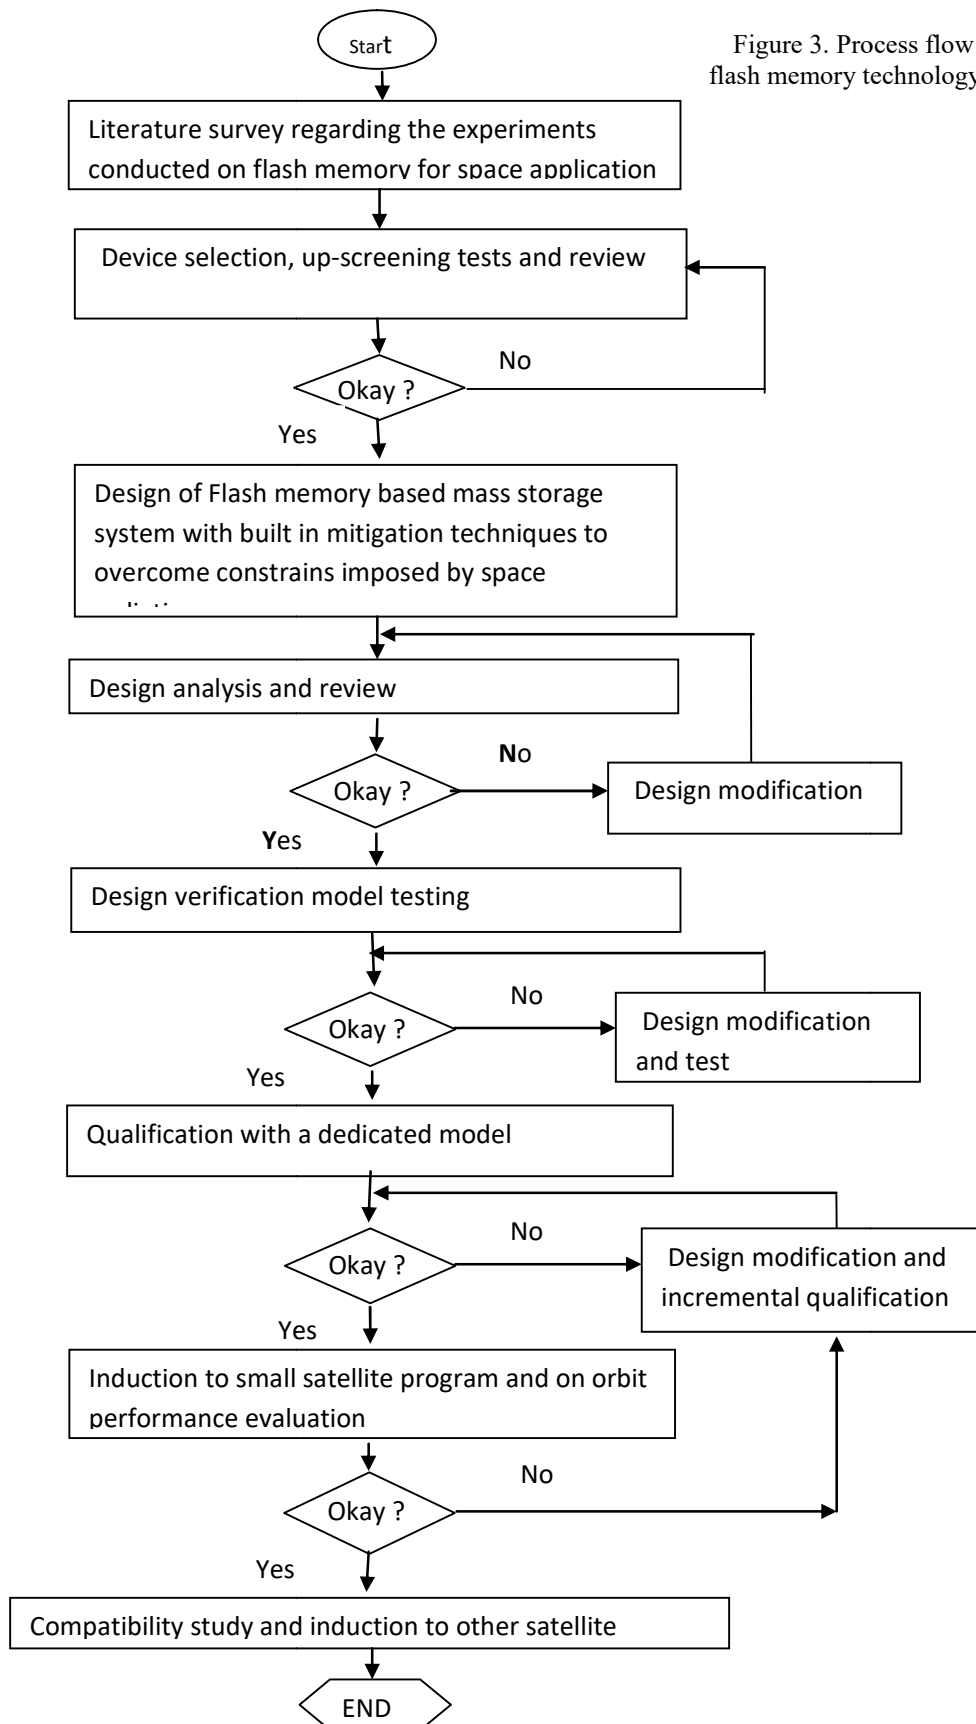 Start
Figure 3. Process flow
flash memory technology
Literature survey regarding the experiments
conducted on flash memory for space application
Device selection, up-screening tests and review
No
Okay ?
Yes
Design of Flash memory based mass storage
system with built in mitigation techniques to
overcome constrains imposed by space
Design analysis and review
No
Okay ?
Design modification
Yes
Design verification model testing
No
Okay ?
Design modification
and test
Yes
Qualification with a dedicated model
No
Okay ?
Design modification and
incremental qualification
Yes
Induction to small satellite program and on orbit
performance evaluation
No
Okay ?
Yes
Compatibility study and induction to other satellite
END